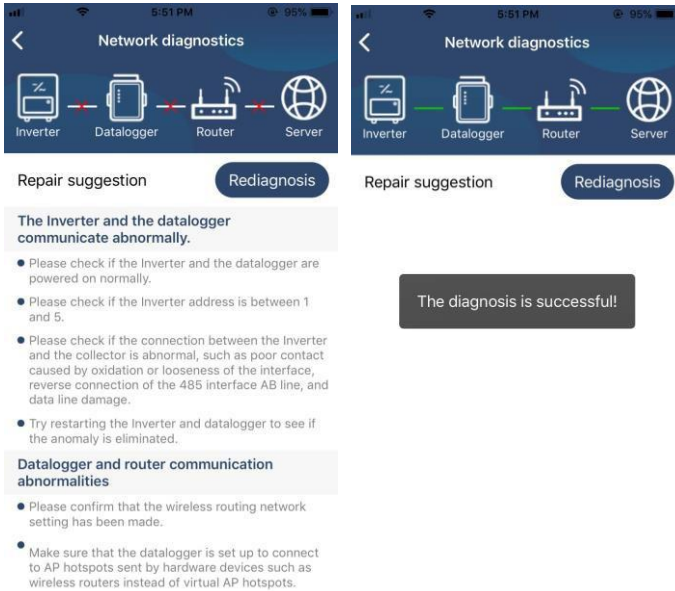 5:51 PM
95%
Network diagnostics
Inverter Datalogger Router Server
Repair suggestion
Rediagnosis
The Inverter and the datalogger
communicate abnormally.
Please check if the Inverter and the datalogger are
powered on normally.
Please check if the Inverter address is between 1
and 5.
Please check if the connection between the Inverter
and the collector is abnormal, such as poor contact
caused by oxidation or looseness of the interface,
reverse connection of the 485 interface AB line, and
data line damage.
Try restarting the Inverter and datalogger to see if
the anomaly is eliminated.
Datalogger and router communication
abnormalities
Please confirm that the wireless routing network
setting has been made.
Make sure that the datalogger is set up to connect
to AP hotspots sent by hardware devices such as
wireless routers instead of virtual AP hotspots.
5:51 PM
95%
Network diagnostics
Inverter Datalogger Router Server
Repair suggestion
Rediagnosis
The diagnosis is successful!